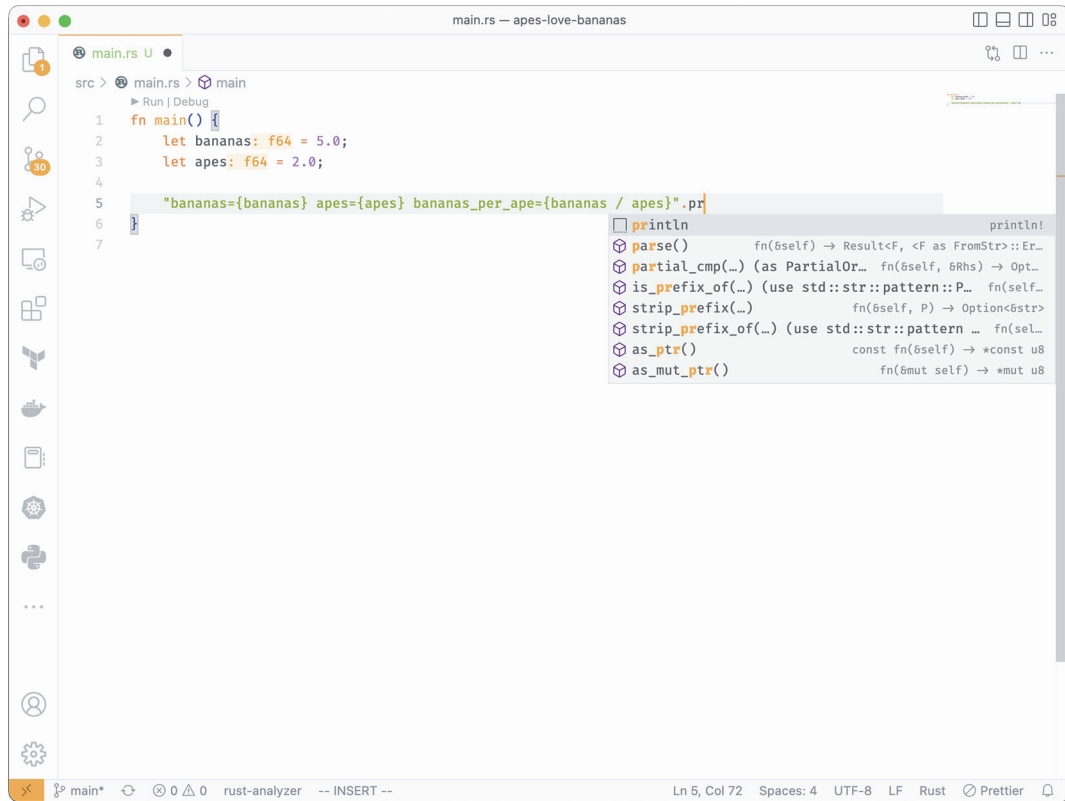 main.rs — apes-love-bananas
main.rs U
1
src > main.rs > main
Run | Debug
1 fn main() {
2 let bananas: f64 = 5.0;
3 let apes: f64 = 2.0;
4
5 "bananas={bananas} apes={apes} bananas_per_ape={bananas / apes}".pr
6 }
7
println println!
parse() fn(&self) → Result<F, <F as FromStr>::Er…
partial_cmp(…) (as PartialOr… fn(&self, &Rhs) → Opt…
is_prefix_of(…) (use std::str::pattern::P… fn(self…
strip_prefix(…) fn(&self, P) → Option<&str>
strip_prefix_of(…) (use std::str::pattern … fn(sel…
as_ptr() const fn(&self) → *const u8
as_mut_ptr() fn(&mut self) → *mut u8
30
main* 0 0 rust-analyzer -- INSERT -- Ln 5, Col 72 Spaces: 4 UTF-8 LF Rust Prettier